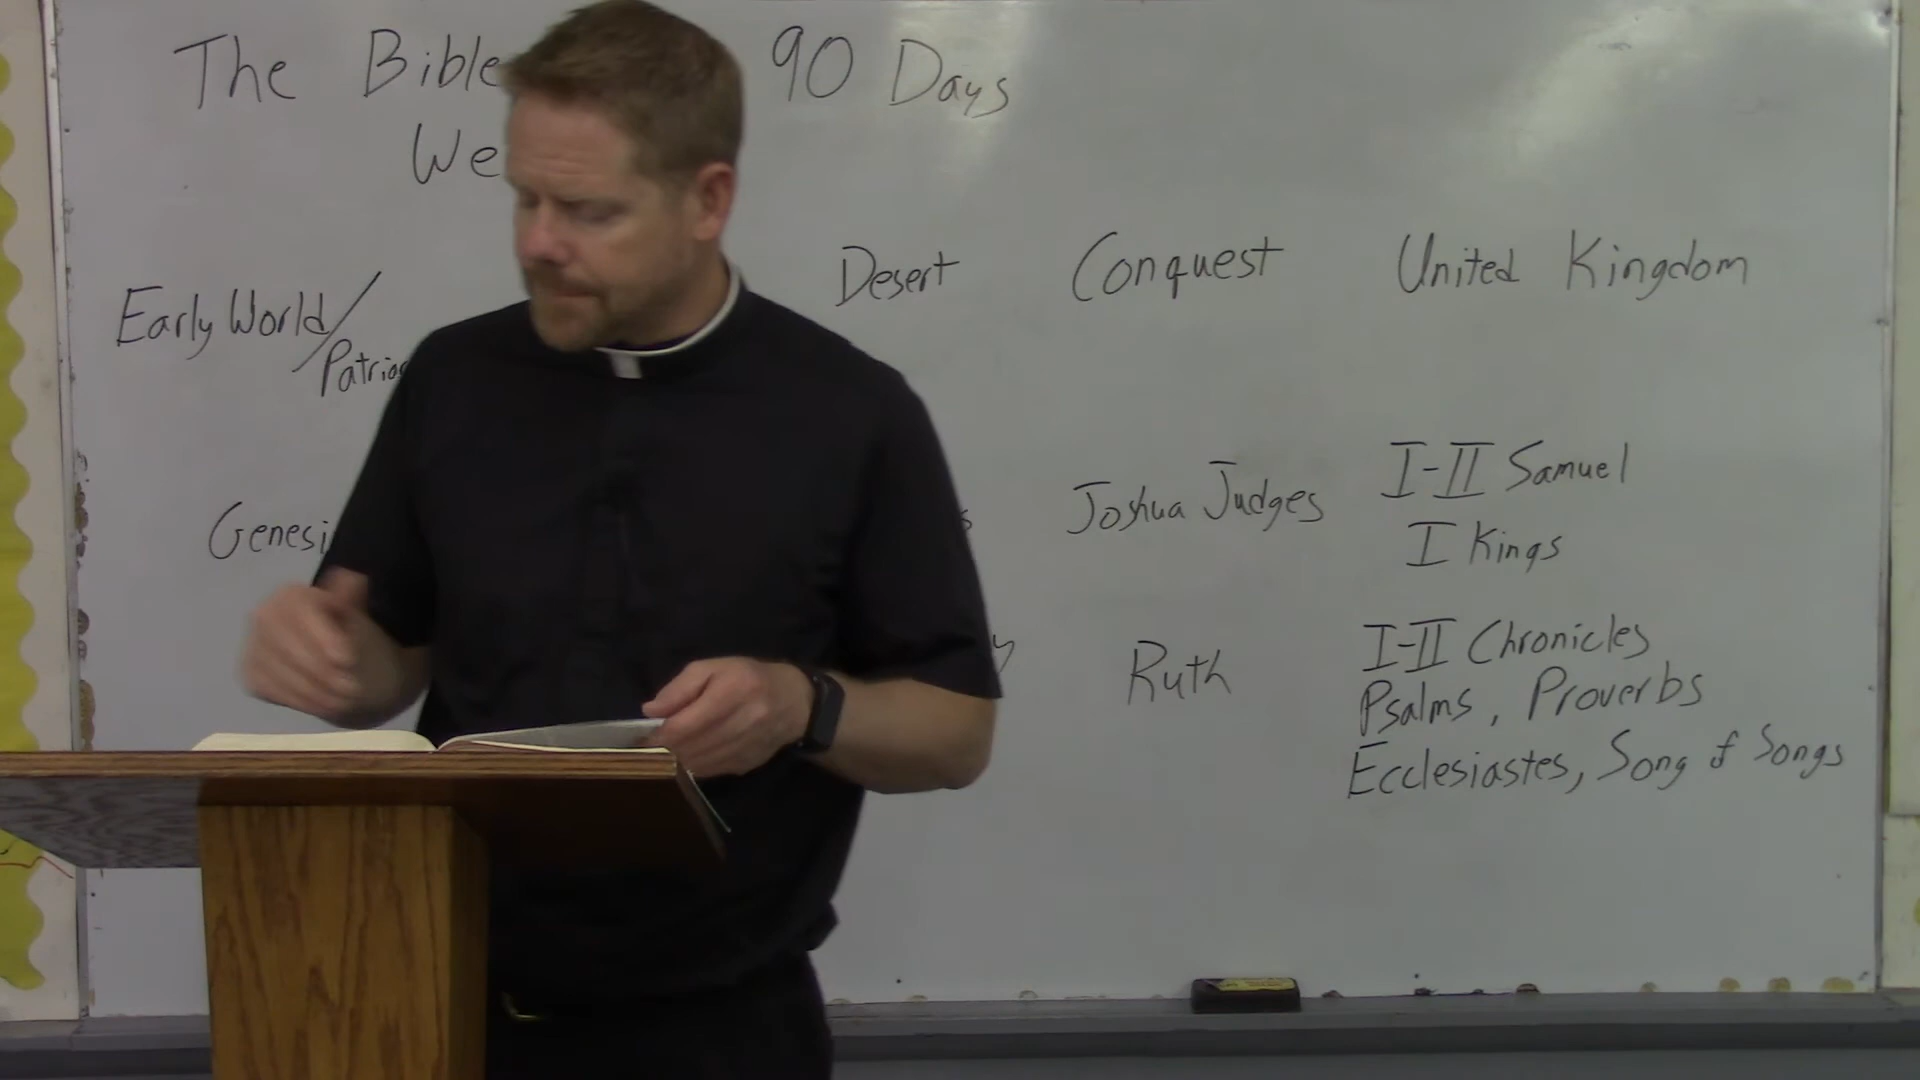 The Bible 90 Days
We
Early World/
Patriar
Desert
Conquest
United Kingdom
Genesi
Joshua Judges
I-II Samuel
I Kings
Ruth
I-II Chronicles
Psalms, Proverbs
Ecclesiastes, Song of Songs